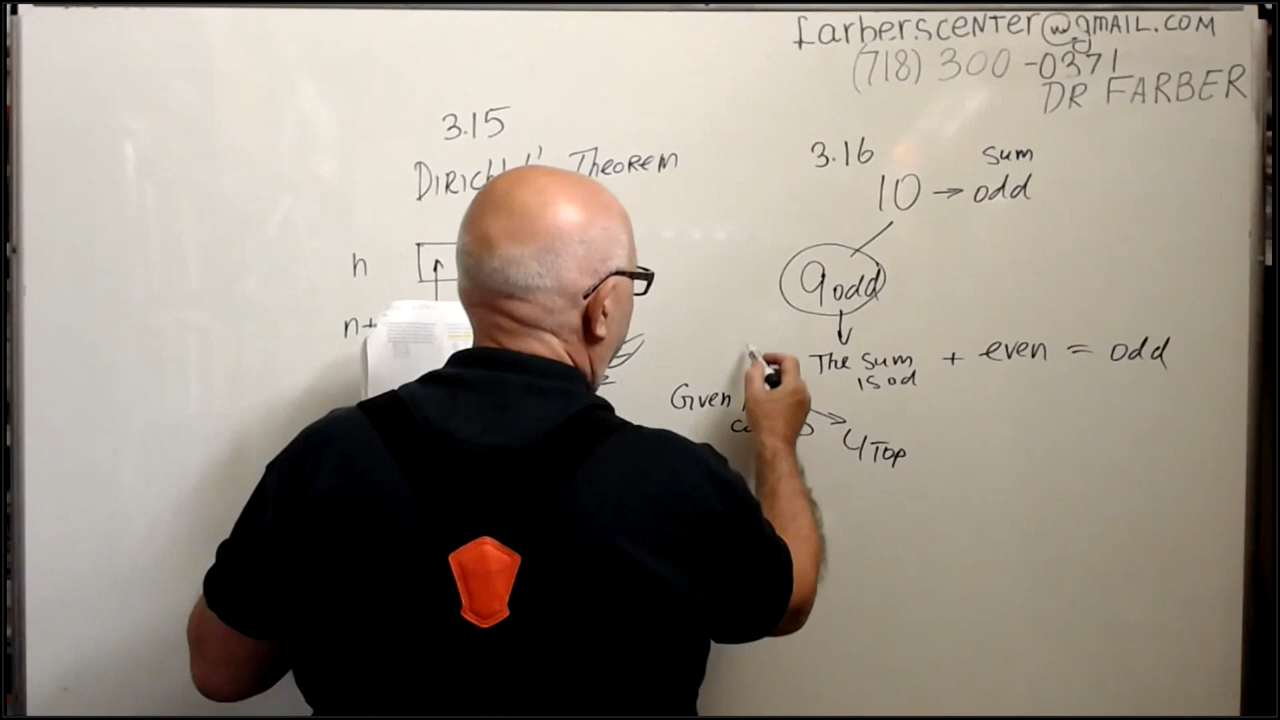 farberscenter@gmail.com
(718) 300-0371
DR FARBER
3.15
Theorem
n
n+
3.16
sum
10 → odd
9 odd
The sum + even = odd
is od
Given
4 Top